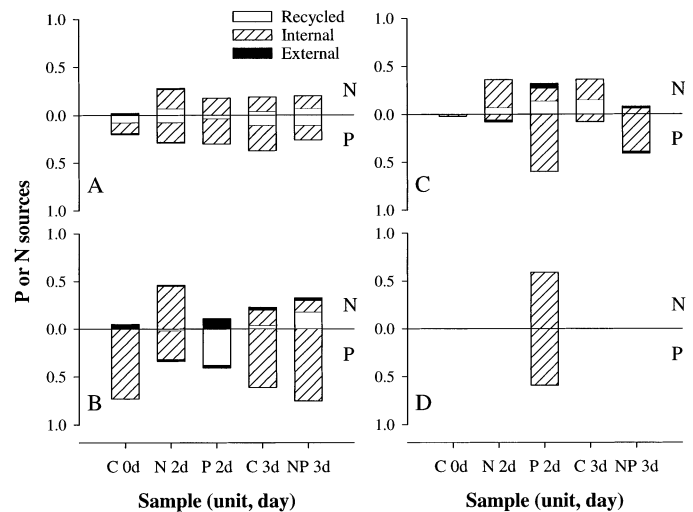 Recycled
Internal
External
P or N sources
1.0
0.5
0.0
0.5
1.0
N
P
A
1.0
0.5
0.0
0.5
1.0
N
P
C
1.0
0.5
0.0
0.5
1.0
N
P
B
1.0
0.5
0.0
0.5
1.0
N
P
D
C 0d N 2d P 2d C 3d NP 3d
C 0d N 2d P 2d C 3d NP 3d
Sample (unit, day)
Sample (unit, day)